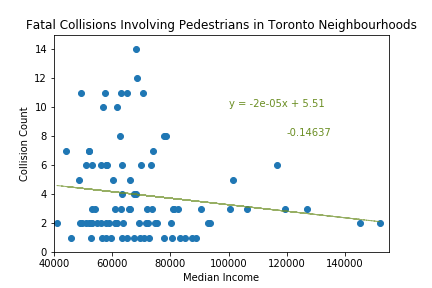 Fatal Collisions Involving Pedestrians in Toronto Neighbourhoods
14
12
10
8
6
4
2
0
Collision Count
y = -2e-05x + 5.51
-0.14637
40000 60000 80000 100000 120000 140000
Median Income